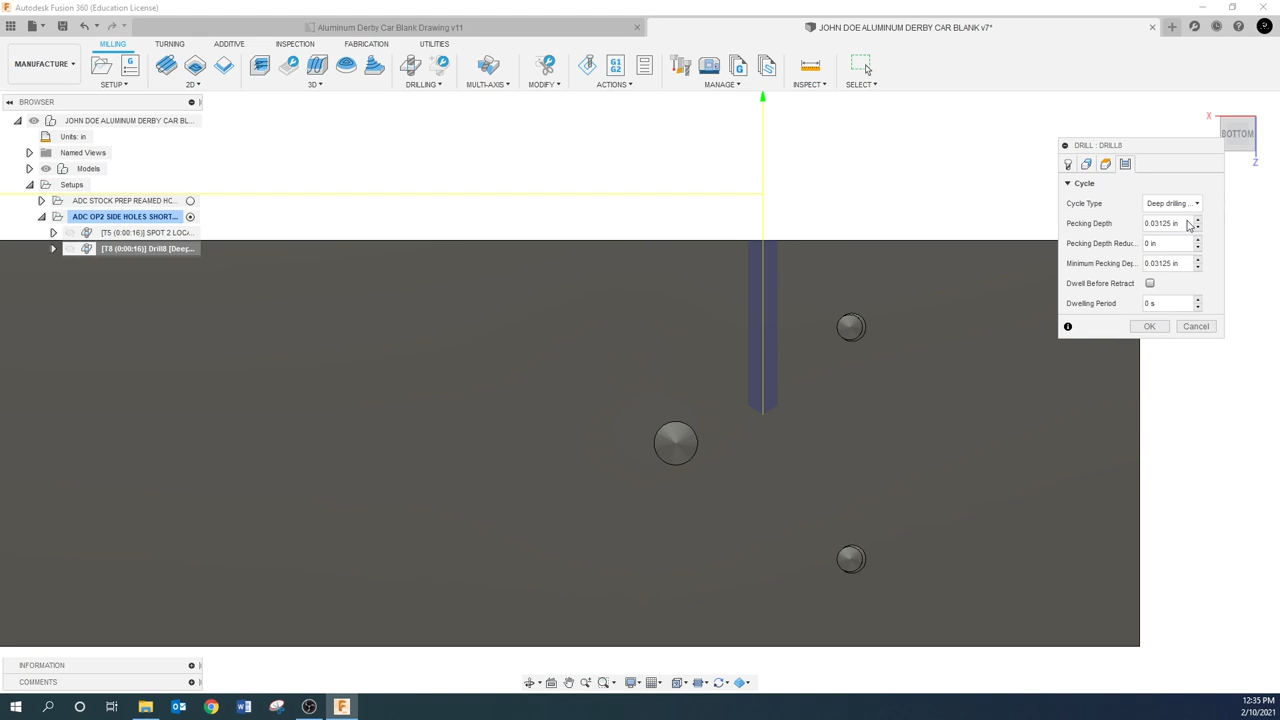 Autodesk Fusion 360 (Education License)
Aluminum Derby Car Blank Drawing v11
JOHN DOE ALUMINUM DERBY CAR BLANK v7*
MILLING TURNING ADDITIVE INSPECTION FABRICATION UTILITIES
MANUFACTURE
SETUP 2D 3D DRILLING MULTI-AXIS MODIFY ACTIONS MANAGE INSPECT SELECT
G1
G2
BROWSER
JOHN DOE ALUMINUM DERBY CAR BL...
Units: in
Named Views
Models
Setups
ADC STOCK PREP REAMED HO...
ADC OP2 SIDE HOLES SHORT...
[T5 (0:00:16)] SPOT 2 LOCA...
[T8 (0:00:16)] Drill8 [Deep...
X
BOTTOM
Z
DRILL : DRILL8
Cycle
Cycle Type Deep drilling ...
Pecking Depth 0.03125 in
Pecking Depth Reduc... 0 in
Minimum Pecking Dep... 0.03125 in
Dwell Before Retract
Dwelling Period 0 s
OK Cancel
INFORMATION
COMMENTS
12:35 PM
2/10/2021